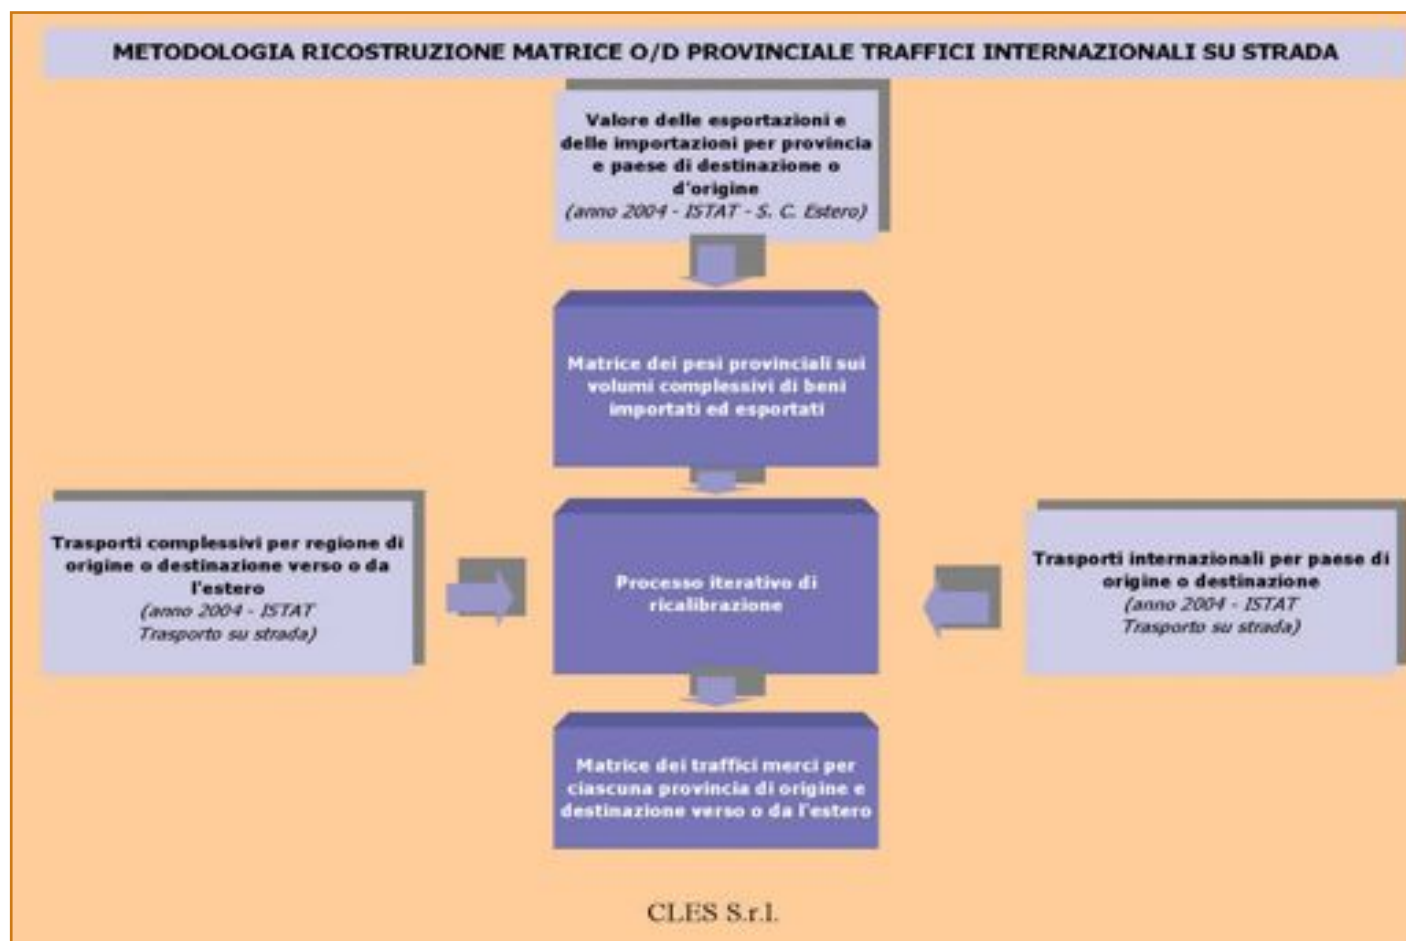 METODOLOGIA RICOSTRUZIONE MATRICE O/D PROVINCIALE TRAFFICI INTERNAZIONALI SU STRADA
Valore delle esportazioni e
delle importazioni per provincia
e paese di destinazione o
d'origine
(anno 2004 - ISTAT - S. C. Estero)
Matrice dei pesi provinciali sui
volumi complessivi di beni
importati ed esportati
Trasporti complessivi per regione di
origine o destinazione verso o da
l'estero
(anno 2004 - ISTAT
Trasporto su strada)
Processo iterativo di
ricalibrazione
Trasporti internazionali per paese di
origine o destinazione
(anno 2004 - ISTAT
Trasporto su strada)
Matrice dei traffici merci per
ciascuna provincia di origine e
destinazione verso o da l'estero
CLES S.r.l.